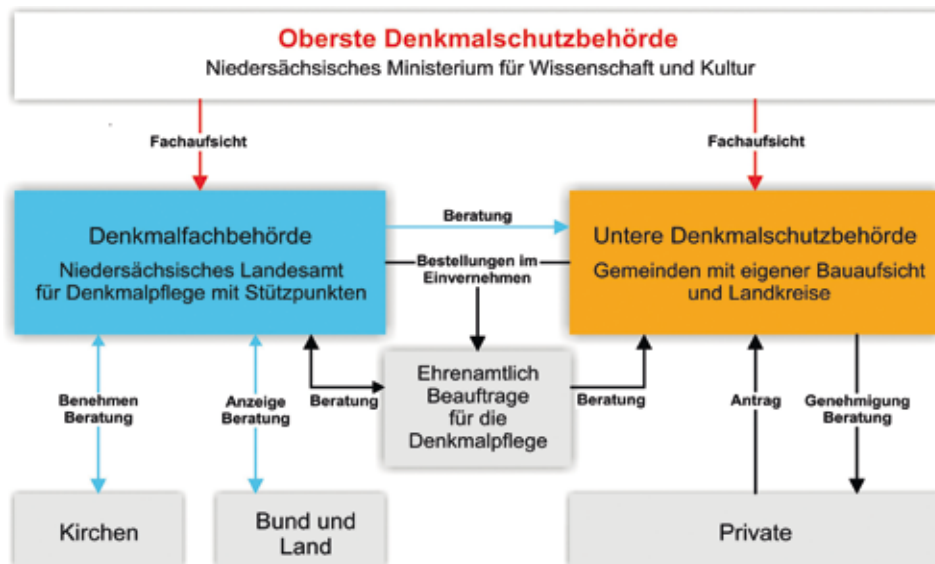 Oberste Denkmalschutzbehörde
Niedersächsisches Ministerium für Wissenschaft und Kultur
Fachaufsicht
Fachaufsicht
Denkmalfachbehörde
Niedersächsisches Landesamt
für Denkmalpflege mit Stützpunkten
Beratung
Bestellungen im
Einvernehmen
Untere Denkmalschutzbehörde
Gemeinden mit eigener Bauaufsicht
und Landkreise
Benehmen
Beratung
Anzeige
Beratung
Beratung
Ehrenamtlich
Beauftrage
für die
Denkmalpflege
Beratung
Antrag
Genehmigung
Beratung
Kirchen
Bund und
Land
Private